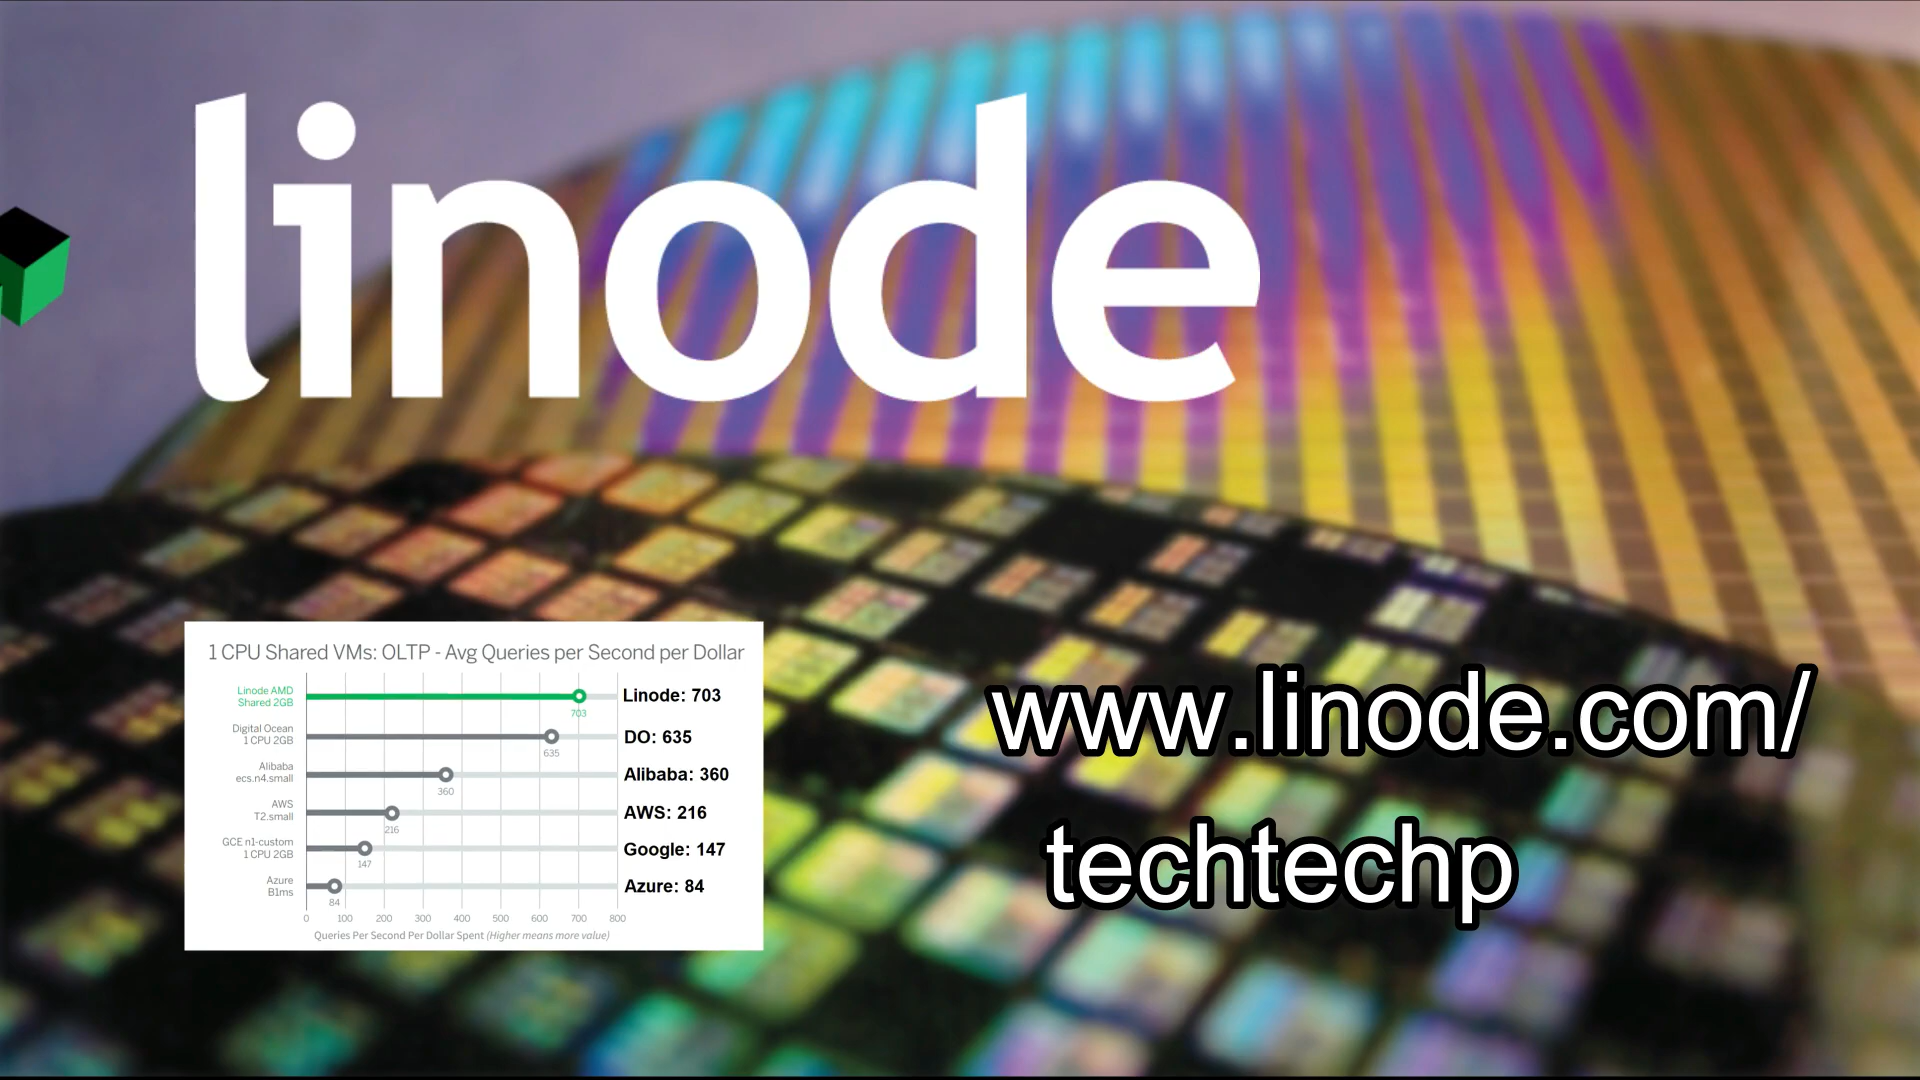 linode
1 CPU Shared VMs: OLTP - Avg Queries per Second per Dollar
Linode AMD
Shared 2GB
703
Linode: 703
Digital Ocean
1 CPU 2GB
635
DO: 635
Alibaba
ecs.n4.small
360
Alibaba: 360
AWS
T2.small
216
AWS: 216
GCE n1-custom
1 CPU 2GB
147
Google: 147
Azure
B1ms
84
Azure: 84
0 100 200 300 400 500 600 700 800
Queries Per Second Per Dollar Spent (Higher means more value)
www.linode.com/
techtechp